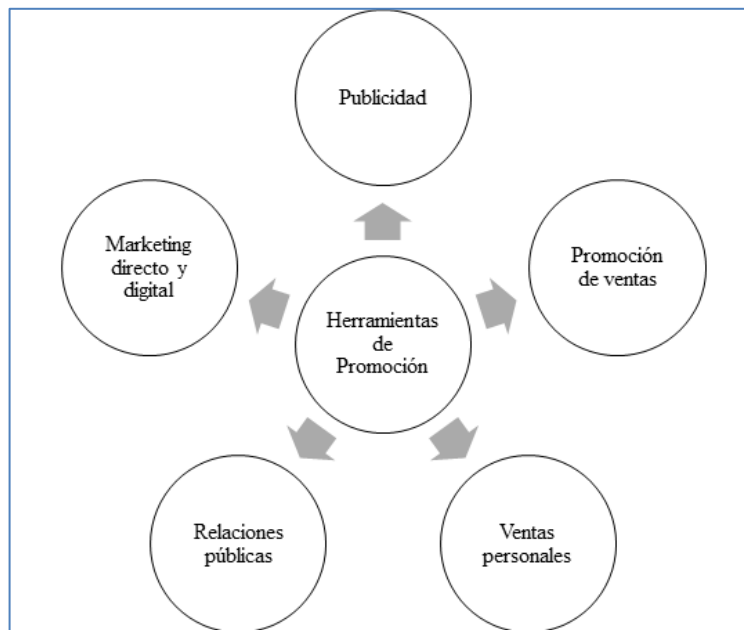 Publicidad
Marketing
directo y
digital
Promoción
de ventas
Herramientas
de
Promoción
Relaciones
públicas
Ventas
personales